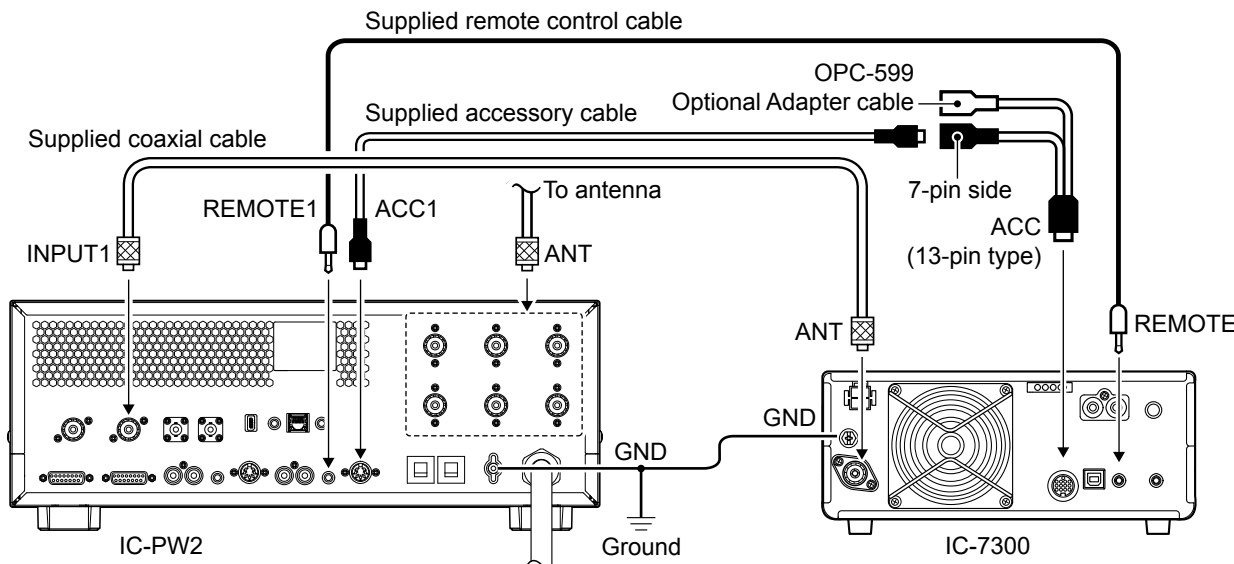 Supplied remote control cable
OPC-599
Optional Adapter cable
Supplied accessory cable
Supplied coaxial cable
To antenna
7-pin side
REMOTE1
ACC1
ACC
(13-pin type)
INPUT1
ANT
ANT
REMOTE
GND
GND
Ground
IC-PW2
IC-7300